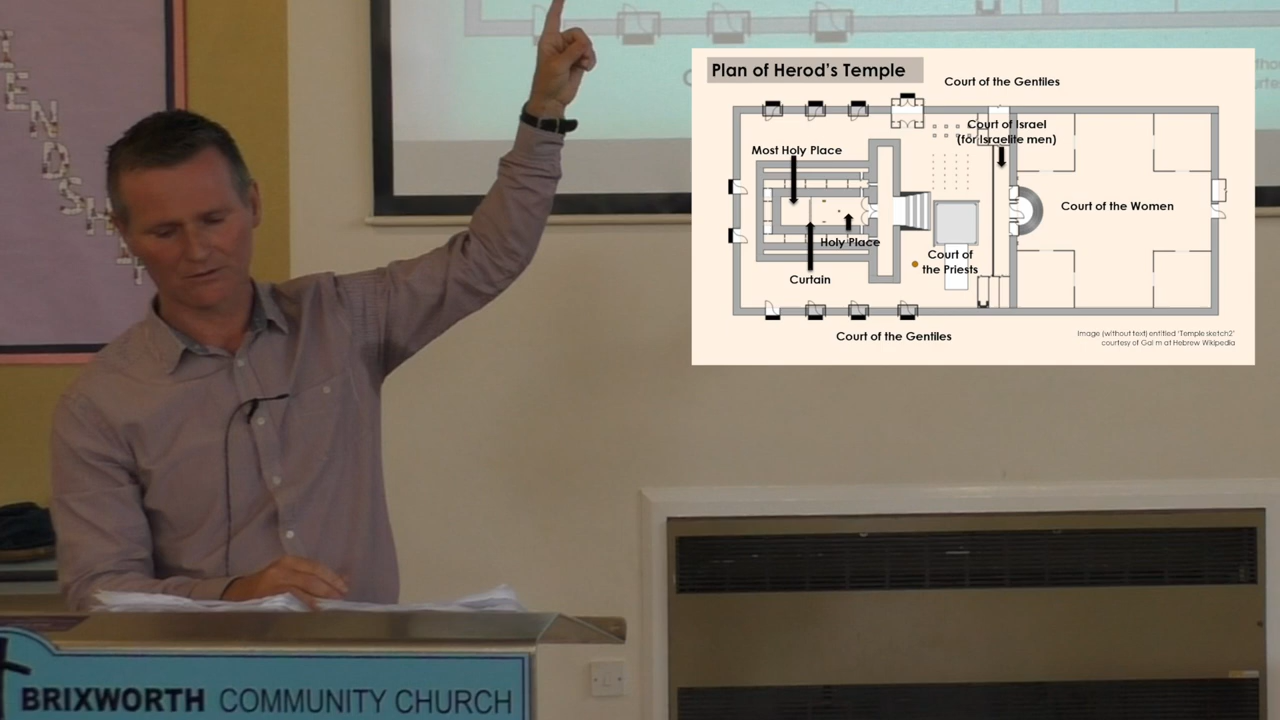 Plan of Herod's Temple
Court of the Gentiles
Court of Israel
(for Israelite men)
Most Holy Place
Court of the Women
Holy Place
Court of
the Priests
Curtain
Court of the Gentiles
Image (without text) entitled 'Temple sketch2'
courtesy of Gal m at Hebrew Wikipedia
BRIXWORTH COMMUNITY CHURCH